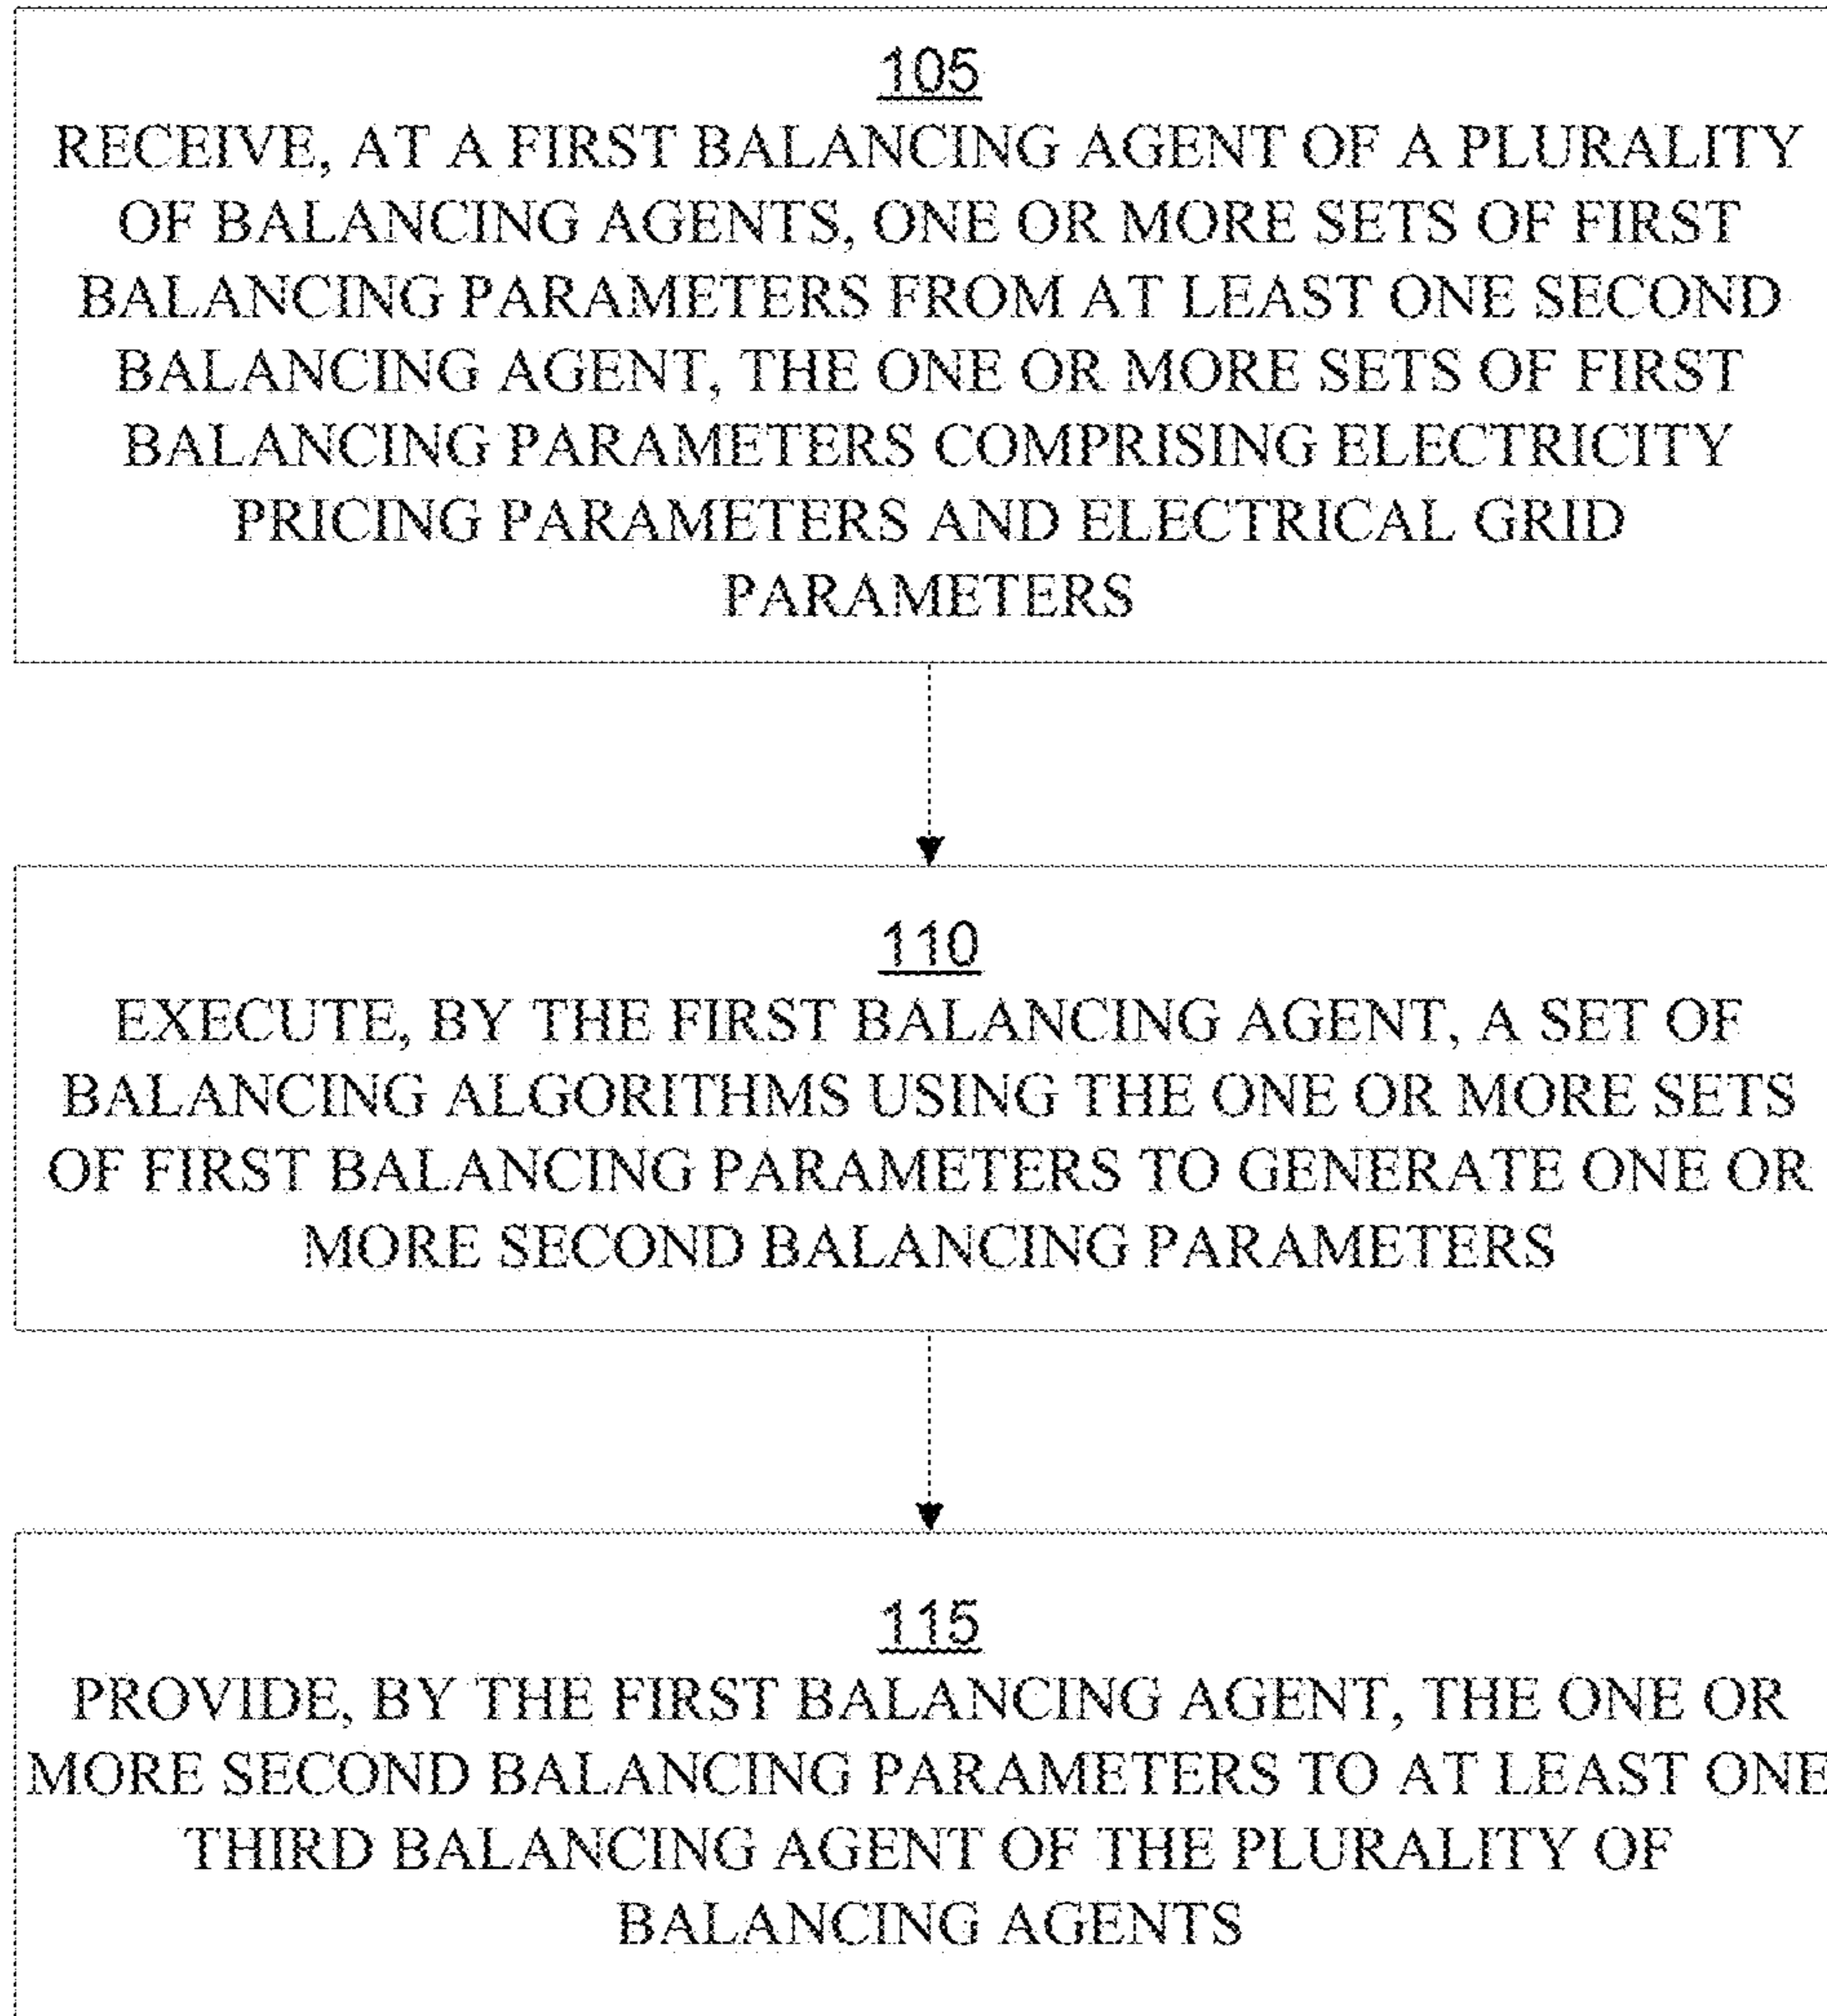 105
RECEIVE, AT A FIRST BALANCING AGENT OF A PLURALITY
OF BALANCING AGENTS, ONE OR MORE SETS OF FIRST
BALANCING PARAMETERS FROM AT LEAST ONE SECOND
BALANCING AGENT, THE ONE OR MORE SETS OF FIRST
BALANCING PARAMETERS COMPRISING ELECTRICITY
PRICING PARAMETERS AND ELECTRICAL GRID
PARAMETERS
110
EXECUTE, BY THE FIRST BALANCING AGENT, A SET OF
BALANCING ALGORITHMS USING THE ONE OR MORE SETS
OF FIRST BALANCING PARAMETERS TO GENERATE ONE OR
MORE SECOND BALANCING PARAMETERS
115
PROVIDE, BY THE FIRST BALANCING AGENT, THE ONE OR
MORE SECOND BALANCING PARAMETERS TO AT LEAST ONE
THIRD BALANCING AGENT OF THE PLURALITY OF
BALANCING AGENTS